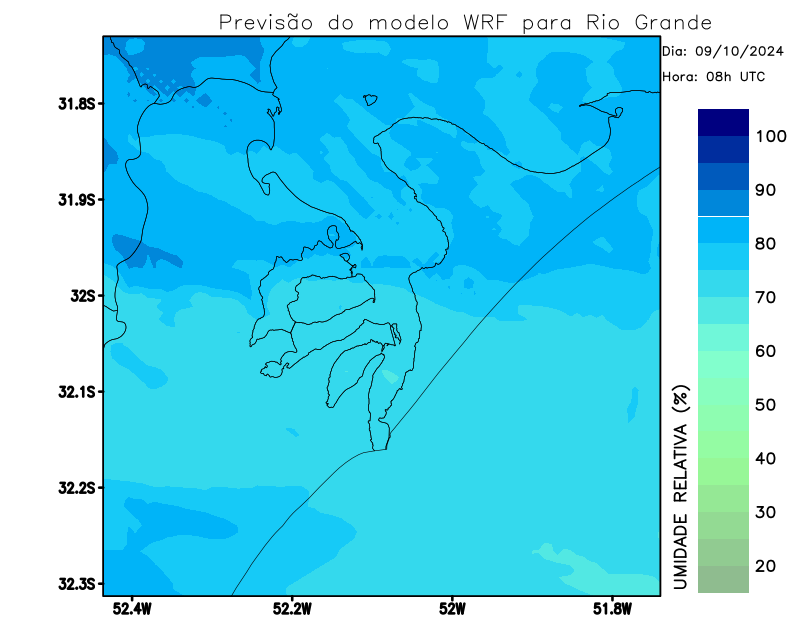 Previsão do modelo WRF para Rio Grande
Dia: 09/10/2024
Hora: 08h UTC
31.8S
31.9S
32S
32.1S
32.2S
32.3S
52.4W
52.2W
52W
51.8W
UMIDADE RELATIVA (%)
100
90
80
70
60
50
40
30
20